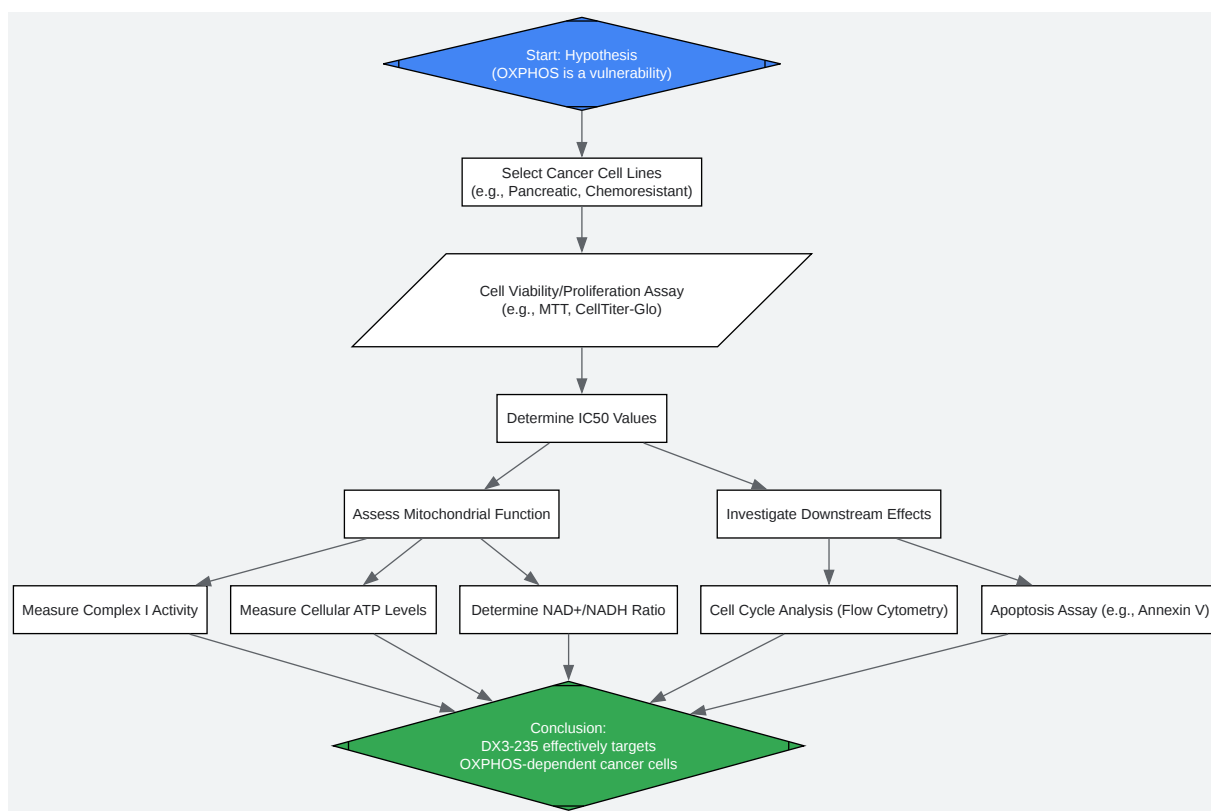 Start: Hypothesis
(OXPHOS is a vulnerability)
Select Cancer Cell Lines
(e.g., Pancreatic, Chemoresistant)
Cell Viability/Proliferation Assay
(e.g., MTT, CellTiter-Glo)
Determine IC50 Values
Assess Mitochondrial Function
Investigate Downstream Effects
Measure Complex I Activity
Measure Cellular ATP Levels
Determine NAD+/NADH Ratio
Cell Cycle Analysis (Flow Cytometry)
Apoptosis Assay (e.g., Annexin V)
Conclusion:
DX3-235 effectively targets
OXPHOS-dependent cancer cells